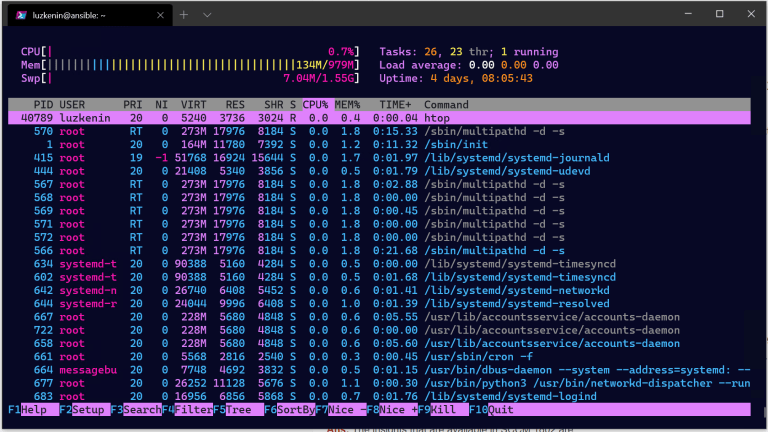 luzkenin@ansible: ~
CPU[| 0.7%] Tasks: 26, 23 thr; 1 running
Mem[||||||||||||||||||||||||||||||||||||||134M/979M] Load average: 0.00 0.00 0.00
Swp[| 7.04M/1.55G] Uptime: 4 days, 08:05:43
PID USER PRI NI VIRT RES SHR S CPU% MEM% TIME+ Command
40789 luzkenin 20 0 5240 3736 3024 R 0.0 0.4 0:00.04 htop
570 root RT 0 273M 17976 8184 S 0.0 1.8 0:15.33 /sbin/multipathd -d -s
1 root 20 0 164M 11780 7392 S 0.0 1.2 0:11.32 /sbin/init
415 root 19 -1 51768 16924 15644 S 0.0 1.7 0:01.97 /lib/systemd/systemd-journald
444 root 20 0 21408 5340 3856 S 0.0 0.5 0:01.79 /lib/systemd/systemd-udevd
567 root RT 0 273M 17976 8184 S 0.0 1.8 0:02.88 /sbin/multipathd -d -s
568 root RT 0 273M 17976 8184 S 0.0 1.8 0:00.00 /sbin/multipathd -d -s
569 root RT 0 273M 17976 8184 S 0.0 1.8 0:00.45 /sbin/multipathd -d -s
571 root RT 0 273M 17976 8184 S 0.0 1.8 0:00.00 /sbin/multipathd -d -s
572 root RT 0 273M 17976 8184 S 0.0 1.8 0:00.00 /sbin/multipathd -d -s
566 root RT 0 273M 17976 8184 S 0.0 1.8 0:21.68 /sbin/multipathd -d -s
634 systemd-t 20 0 90388 5160 4284 S 0.0 0.5 0:00.00 /lib/systemd/systemd-timesyncd
602 systemd-t 20 0 90388 5160 4284 S 0.0 0.5 0:01.68 /lib/systemd/systemd-timesyncd
642 systemd-n 20 0 26740 6408 5452 S 0.0 0.6 0:01.41 /lib/systemd/systemd-networkd
644 systemd-r 20 0 24044 9996 6408 S 0.0 1.0 0:01.39 /lib/systemd/systemd-resolved
667 root 20 0 228M 5680 4848 S 0.0 0.6 0:05.55 /usr/lib/accountsservice/accounts-daemon
722 root 20 0 228M 5680 4848 S 0.0 0.6 0:00.00 /usr/lib/accountsservice/accounts-daemon
658 root 20 0 228M 5680 4848 S 0.0 0.6 0:05.60 /usr/lib/accountsservice/accounts-daemon
661 root 20 0 5568 2816 2540 S 0.0 0.3 0:00.45 /usr/sbin/cron -f
664 messagebu 20 0 7748 4692 3832 S 0.0 0.5 0:01.15 /usr/bin/dbus-daemon --system --address=systemd: --
677 root 20 0 26252 11128 5676 S 0.0 1.1 0:00.30 /usr/bin/python3 /usr/bin/networkd-dispatcher --run
683 root 20 0 16956 7748 6856 S 0.0 0.7 0:01.76 /lib/systemd/systemd-logind
F1Help F2Setup F3SearchF4FilterF5Tree F6SortByF7Nice -F8Nice +F9Kill F10Quit